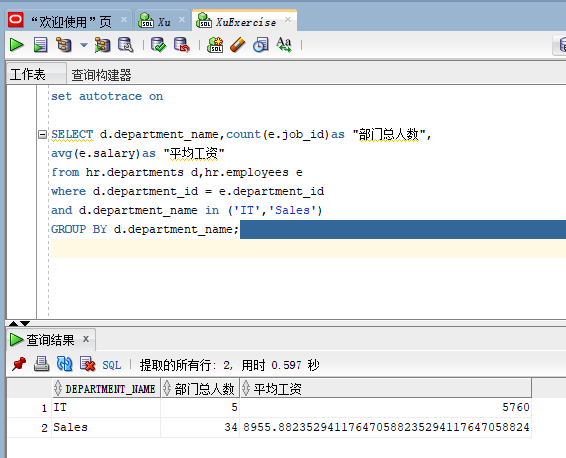 “欢迎使用”页 Xu XuExercise
工作表 查询构建器
set autotrace on
SELECT d.department_name,count(e.job_id)as "部门总人数",
avg(e.salary)as "平均工资"
from hr.departments d,hr.employees e
where d.department_id = e.department_id
and d.department_name in ('IT','Sales')
GROUP BY d.department_name;
查询结果 x
SQL | 提取的所有行: 2, 用时 0.597 秒
DEPARTMENT_NAME 部门总人数 平均工资
1 IT 5 5760
2 Sales 34 8955.88235294117647058823529411764705882​4